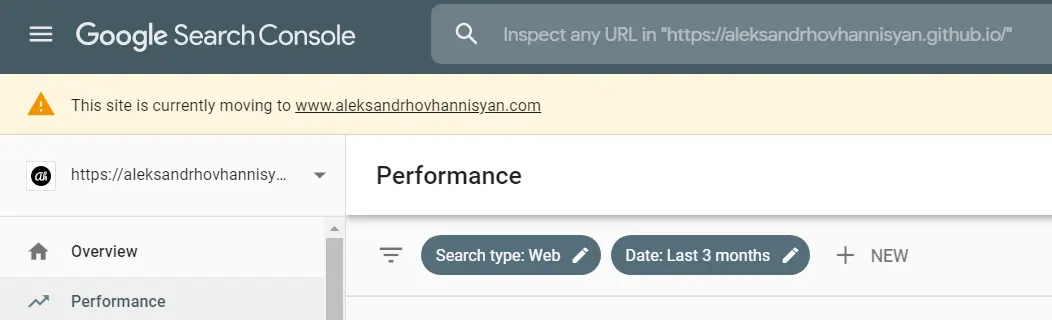 Google Search Console
Inspect any URL in "https://aleksandrhovhannisyan.github.io/"
This site is currently moving to www.aleksandrhovhannisyan.com
Ah
https://aleksandrhovhannisy...
Performance
Overview
Search type: Web
Date: Last 3 months
NEW
Performance